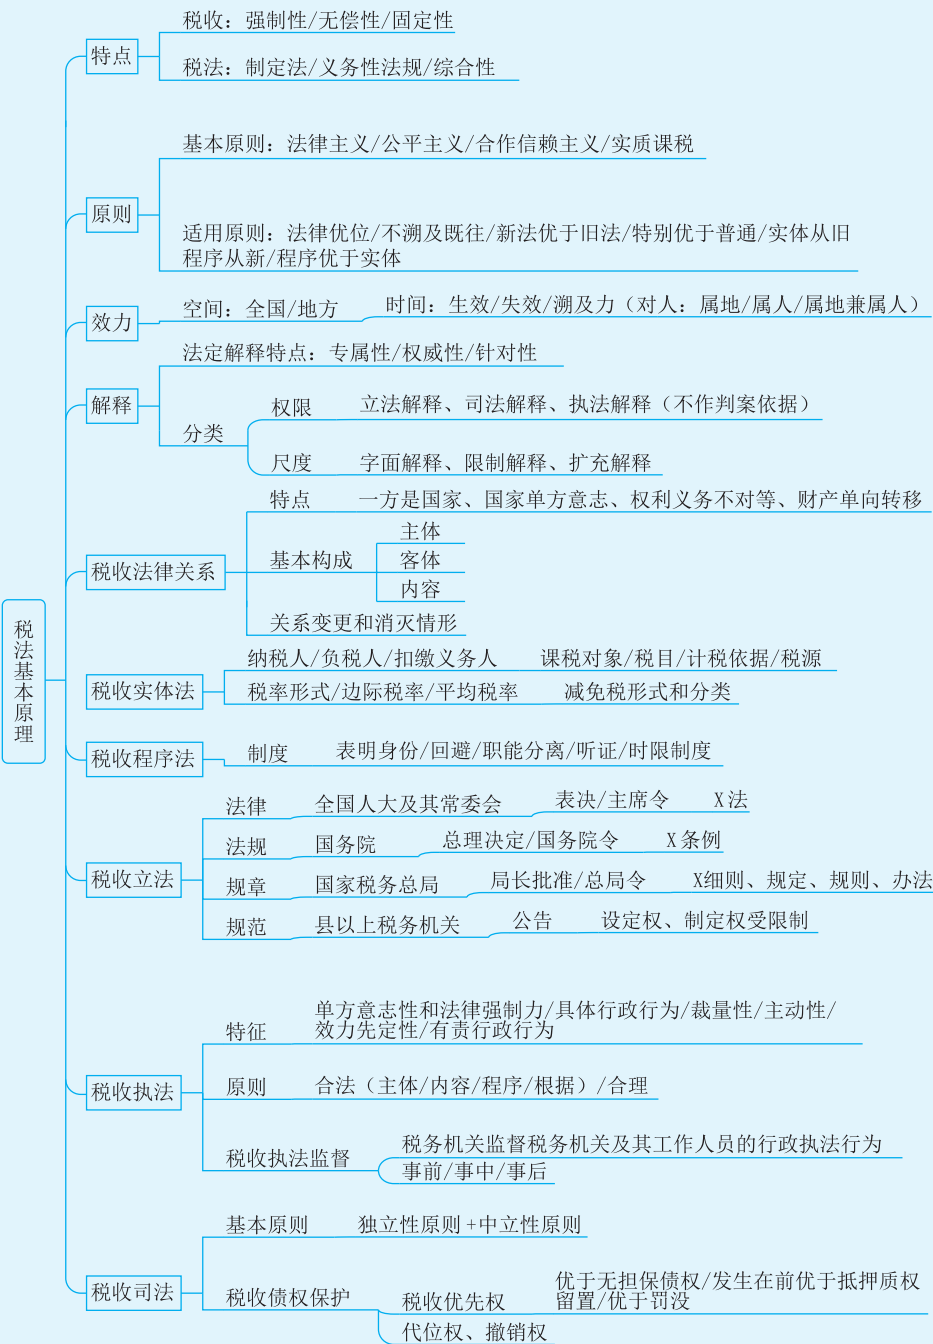 税法基本原理
特点
税收：强制性/无偿性/固定性
税法：制定法/义务性法规/综合性
原则
基本原则：法律主义/公平主义/合作信赖主义/实质课税
适用原则：法律优位/不溯及既往/新法优于旧法/特别优于普通/实体从旧
程序从新/程序优于实体
效力
空间：全国/地方
时间：生效/失效/溯及力（对人：属地/属人/属地兼属人）
解释
法定解释特点：专属性/权威性/针对性
分类
权限
立法解释、司法解释、执法解释（不作判案依据）
尺度
字面解释、限制解释、扩充解释
税收法律关系
特点
一方是国家、国家单方意志、权利义务不对等、财产单向转移
基本构成
主体
客体
内容
关系变更和消灭情形
税收实体法
纳税人/负税人/扣缴义务人
课税对象/税目/计税依据/税源
税率形式/边际税率/平均税率
减免税形式和分类
税收程序法
制度
表明身份/回避/职能分离/听证/时限制度
税收立法
法律
全国人大及其常委会
表决/主席令
X法
法规
国务院
总理决定/国务院令
X条例
规章
国家税务总局
局长批准/总局令
X细则、规定、规则、办法
规范
县以上税务机关
公告
设定权、制定权受限制
税收执法
特征
单方意志性和法律强制力/具体行政行为/裁量性/主动性/
效力先定性/有责行政行为
原则
合法（主体/内容/程序/根据）/合理
税收执法监督
税务机关监督税务机关及其工作人员的行政执法行为
事前/事中/事后
税收司法
基本原则
独立性原则+中立性原则
税收债权保护
税收优先权
优于无担保债权/发生在前优于抵押质权
留置/优于罚没
代位权、撤销权